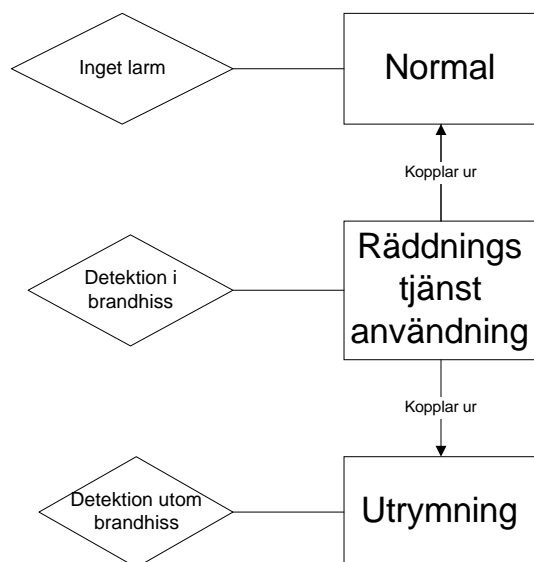 Inget larm
Normal
Kopplar ur
Detektion i
brandhiss
Räddnings
tjänst
användning
Kopplar ur
Detektion utom
brandhiss
Utrymning